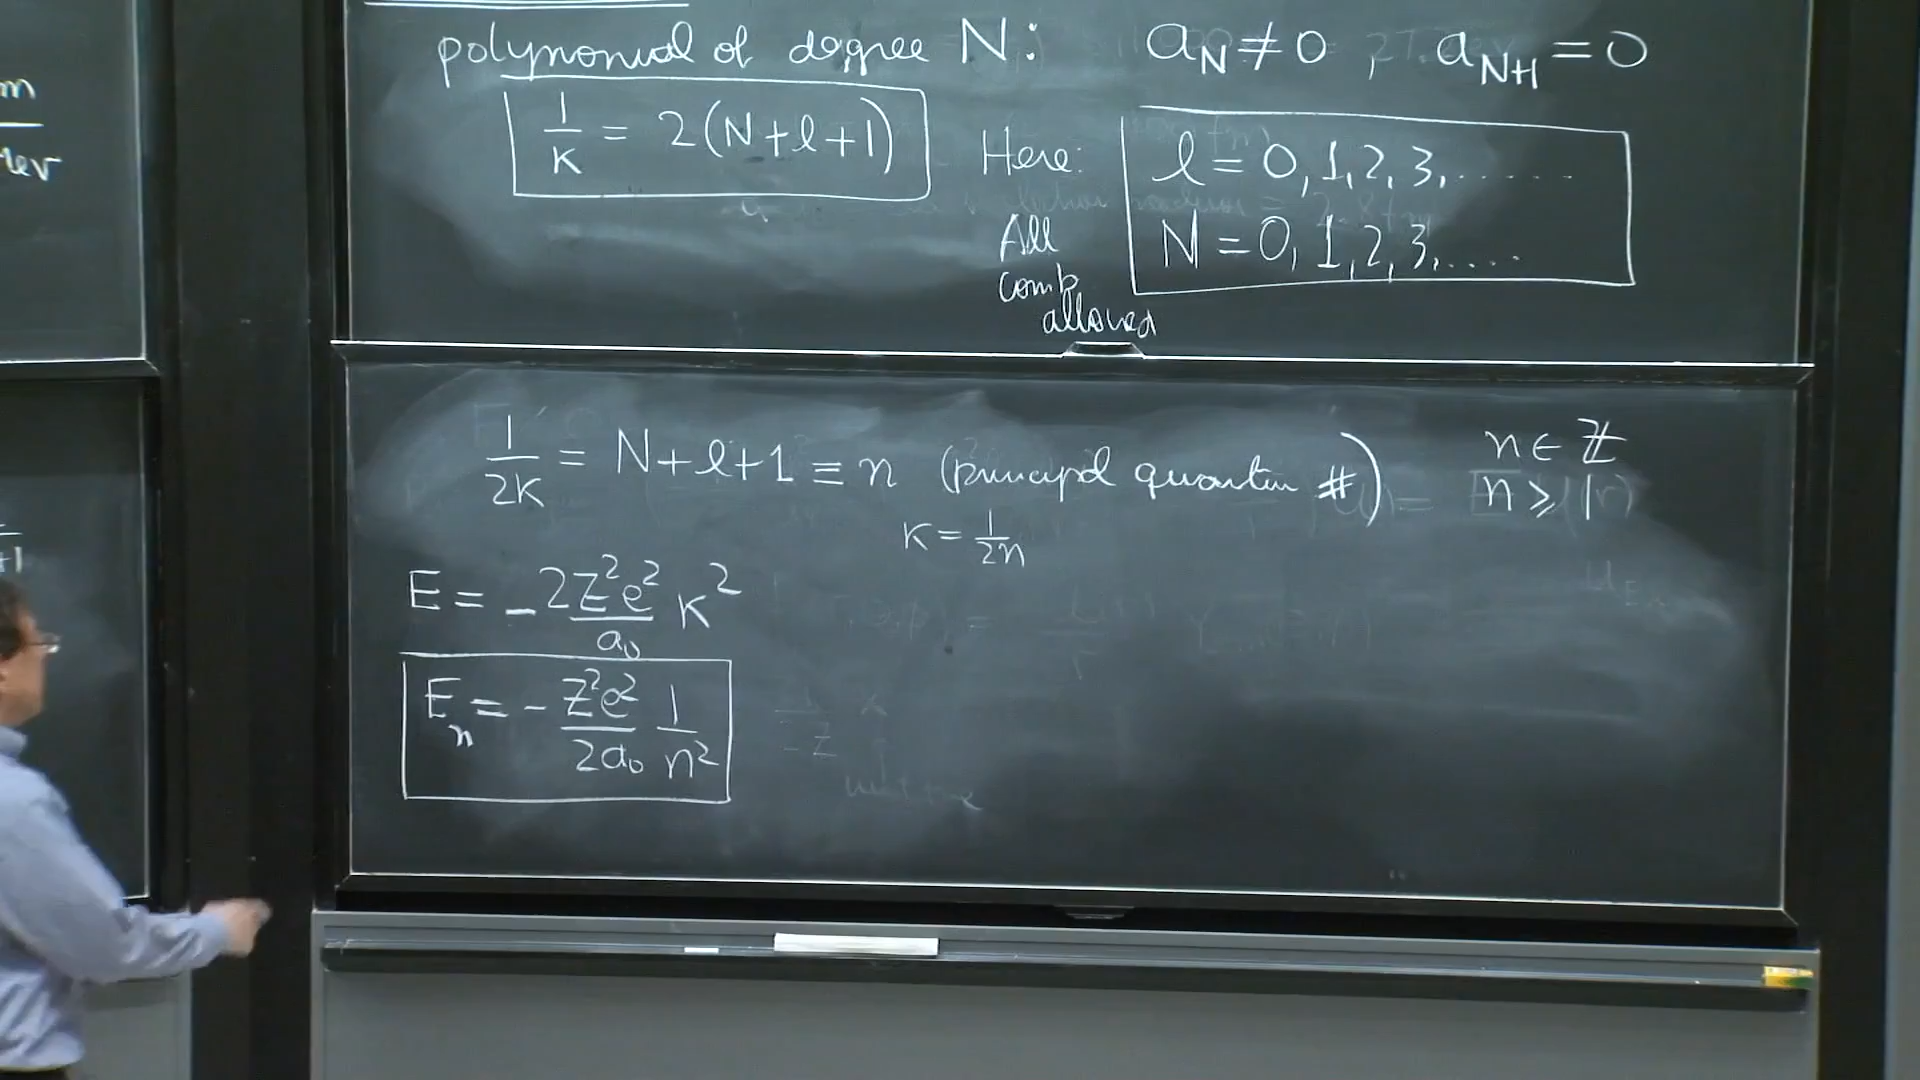 polynomial of degree N: a_N ≠ 0 , a_{N+1} = 0
1/κ = 2(N+ℓ+1)
Here: ℓ = 0, 1, 2, 3, ......
All comb allowed
N = 0, 1, 2, 3, ....
1/2κ = N+ℓ+1 ≡ n (principal quantum #)
n ∈ ℤ
n ⩾ 1
κ = 1/2n
E = -2 Z²e²/a₀ κ²
E_n = - Z²e²/2a₀ 1/n²